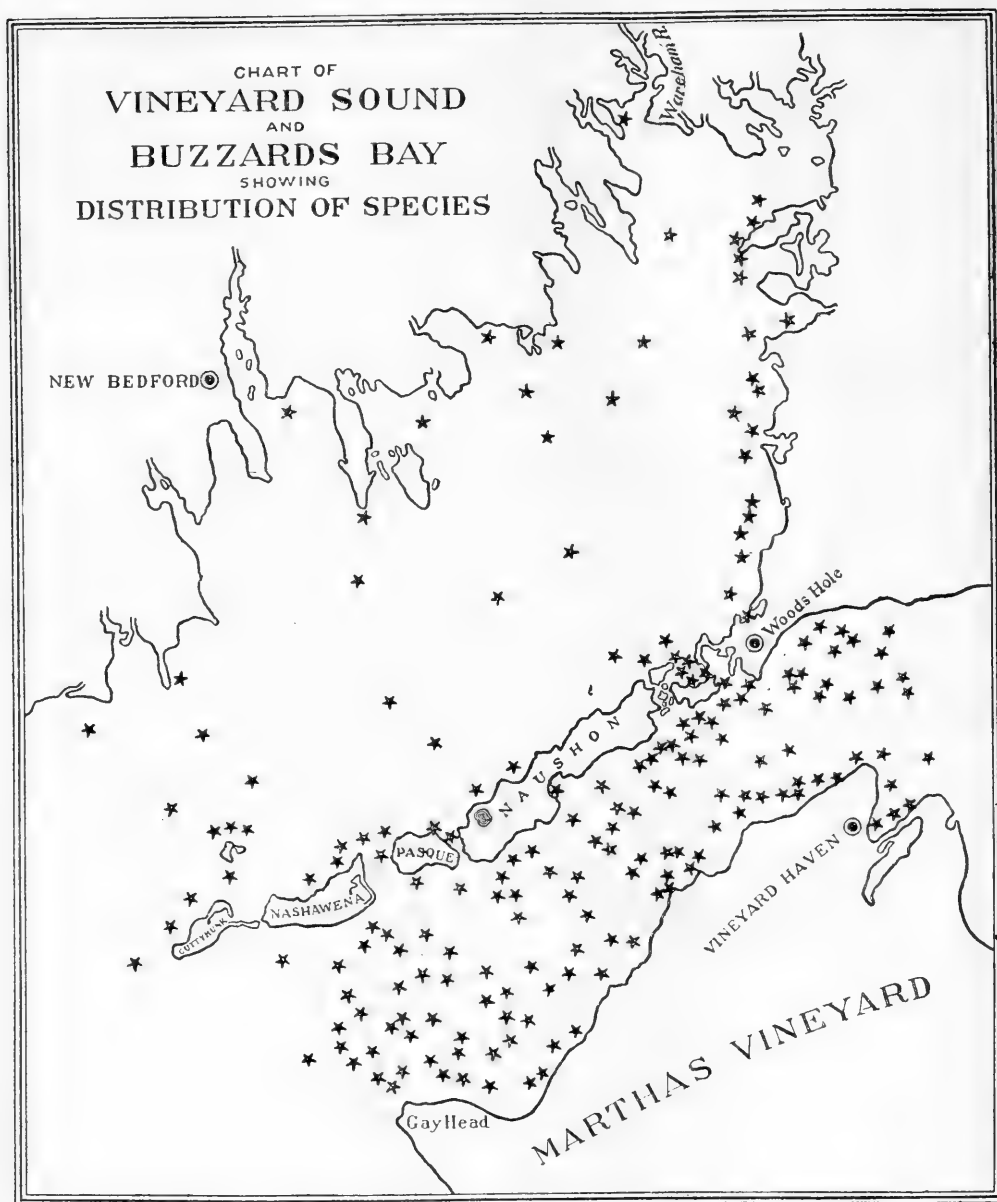 CHART OF
VINEYARD SOUND
AND
BUZZARDS BAY
SHOWING
DISTRIBUTION OF SPECIES
Wareham R.
NEW BEDFORD
Woods Hole
NAUSHON
PASQUE
NASHAWENA
CUTTYHUNK
VINEYARD HAVEN
MARTHAS VINEYARD
Gay Head